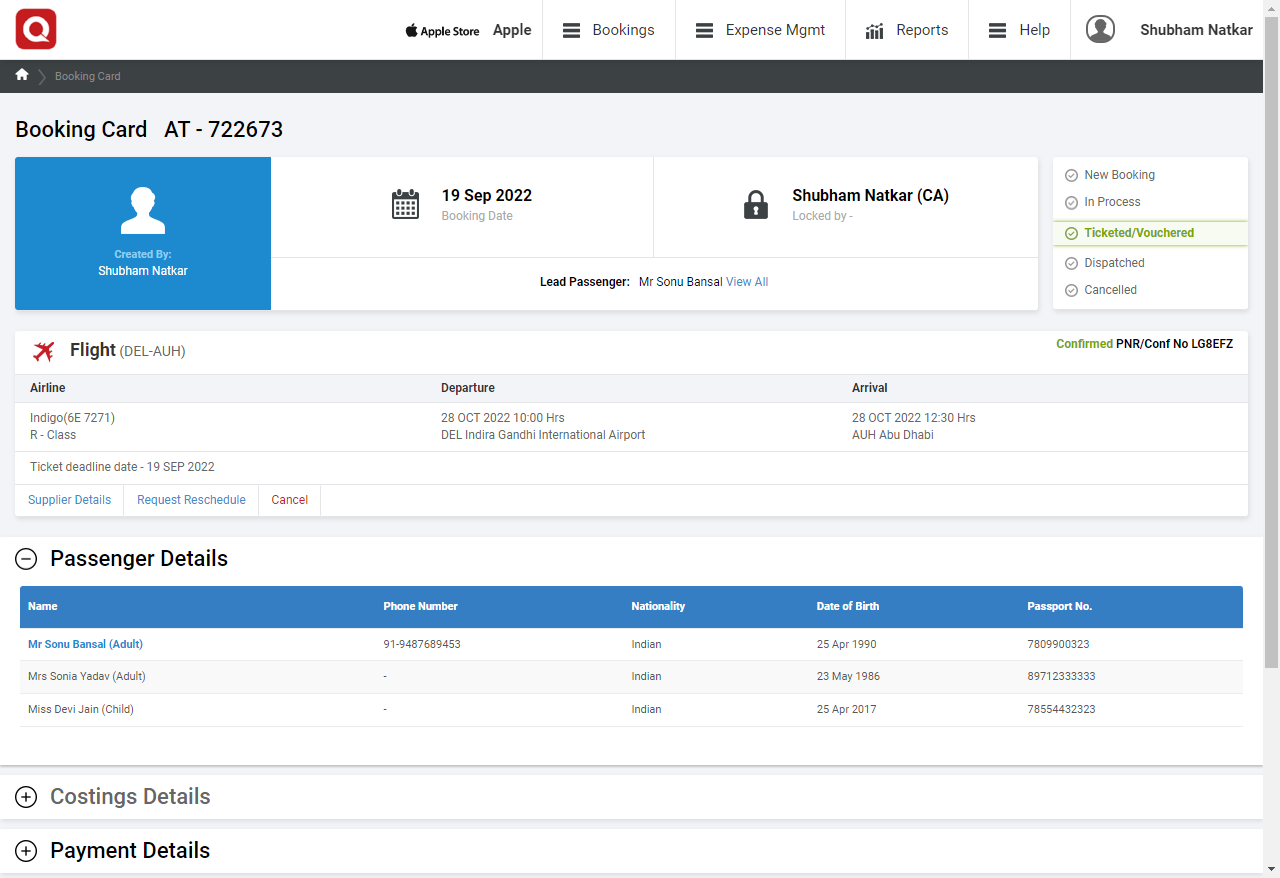 Apple Store Apple Bookings Expense Mgmt Reports Help Shubham Natkar
Booking Card
Booking Card AT - 722673
Created By:
Shubham Natkar
19 Sep 2022
Booking Date
Shubham Natkar (CA)
Locked by -
Lead Passenger: Mr Sonu Bansal View All
New Booking
In Process
Ticketed/Vouchered
Dispatched
Cancelled
Flight (DEL-AUH)
Confirmed PNR/Conf No LG8EFZ
Airline Departure Arrival
Indigo(6E 7271) 28 OCT 2022 10:00 Hrs 28 OCT 2022 12:30 Hrs
R - Class DEL Indira Gandhi International Airport AUH Abu Dhabi
Ticket deadline date - 19 SEP 2022
Supplier Details Request Reschedule Cancel
Passenger Details
Name Phone Number Nationality Date of Birth Passport No.
Mr Sonu Bansal (Adult) 91-9487689453 Indian 25 Apr 1990 7809900323
Mrs Sonia Yadav (Adult) - Indian 23 May 1986 89712333333
Miss Devi Jain (Child) - Indian 25 Apr 2017 78554432323
Costings Details
Payment Details